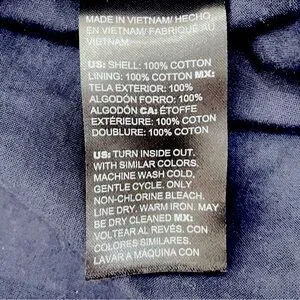 MADE IN VIETNAM/ HECHO
EN VIETNAM/ FABRIQUÉ AU
VIETNAM
US: SHELL: 100% COTTON
LINING: 100% COTTON MX:
TELA EXTERIOR: 100%
ALGODÓN FORRO: 100%
ALGODÓN CA: ÉTOFFE
EXTÉRIEURE: 100% COTON
DOUBLURE: 100% COTON
US: TURN INSIDE OUT.
WITH SIMILAR COLORS,
MACHINE WASH COLD,
GENTLE CYCLE. ONLY
NON-CHLORINE BLEACH.
LINE DRY. WARM IRON. MAY
BE DRY CLEANED MX:
VOLTEAR AL REVÉS. CON
COLORES SIMILARES.
LAVAR A MÁQUINA CON